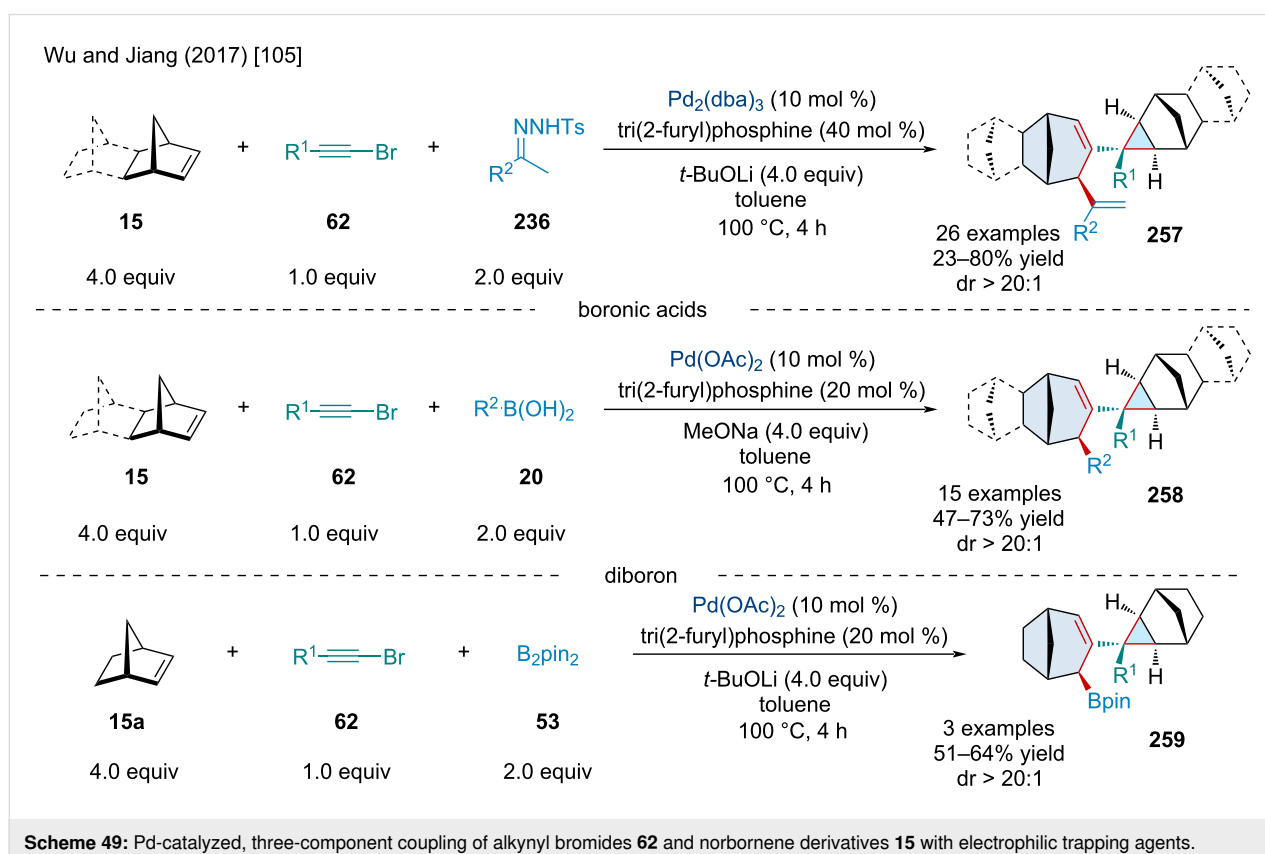 Wu and Jiang (2017) [105]
15
4.0 equiv
+
R¹ Br
62
1.0 equiv
+
NNHTs
R²
236
2.0 equiv
Pd₂(dba)₃ (10 mol %)
tri(2-furyl)phosphine (40 mol %)
t-BuOLi (4.0 equiv)
toluene
100 °C, 4 h
H
R¹
H
R²
26 examples
23–80% yield
dr > 20:1
257
boronic acids
15
4.0 equiv
+
R¹ Br
62
1.0 equiv
+
R²·B(OH)₂
20
2.0 equiv
Pd(OAc)₂ (10 mol %)
tri(2-furyl)phosphine (20 mol %)
MeONa (4.0 equiv)
toluene
100 °C, 4 h
H
R¹
H
R²
15 examples
47–73% yield
dr > 20:1
258
diboron
15a
4.0 equiv
+
R¹ Br
62
1.0 equiv
+
B₂pin₂
53
2.0 equiv
Pd(OAc)₂ (10 mol %)
tri(2-furyl)phosphine (20 mol %)
t-BuOLi (4.0 equiv)
toluene
100 °C, 4 h
H
R¹
H
Bpin
3 examples
51–64% yield
dr > 20:1
259
Scheme 49: Pd-catalyzed, three-component coupling of alkynyl bromides 62 and norbornene derivatives 15 with electrophilic trapping agents.